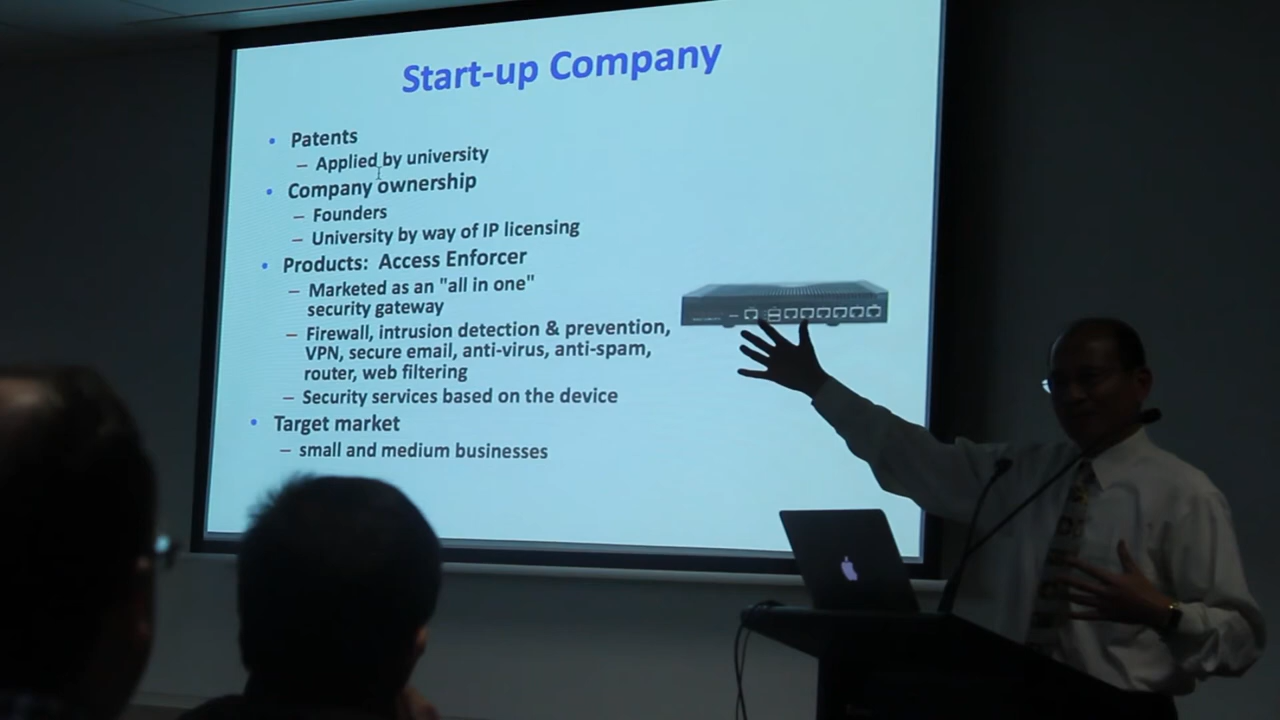 Start-up Company
• Patents
– Applied by university
• Company ownership
– Founders
– University by way of IP licensing
• Products: Access Enforcer
– Marketed as an "all in one"
security gateway
– Firewall, intrusion detection & prevention,
VPN, secure email, anti-virus, anti-spam,
router, web filtering
– Security services based on the device
• Target market
– small and medium businesses